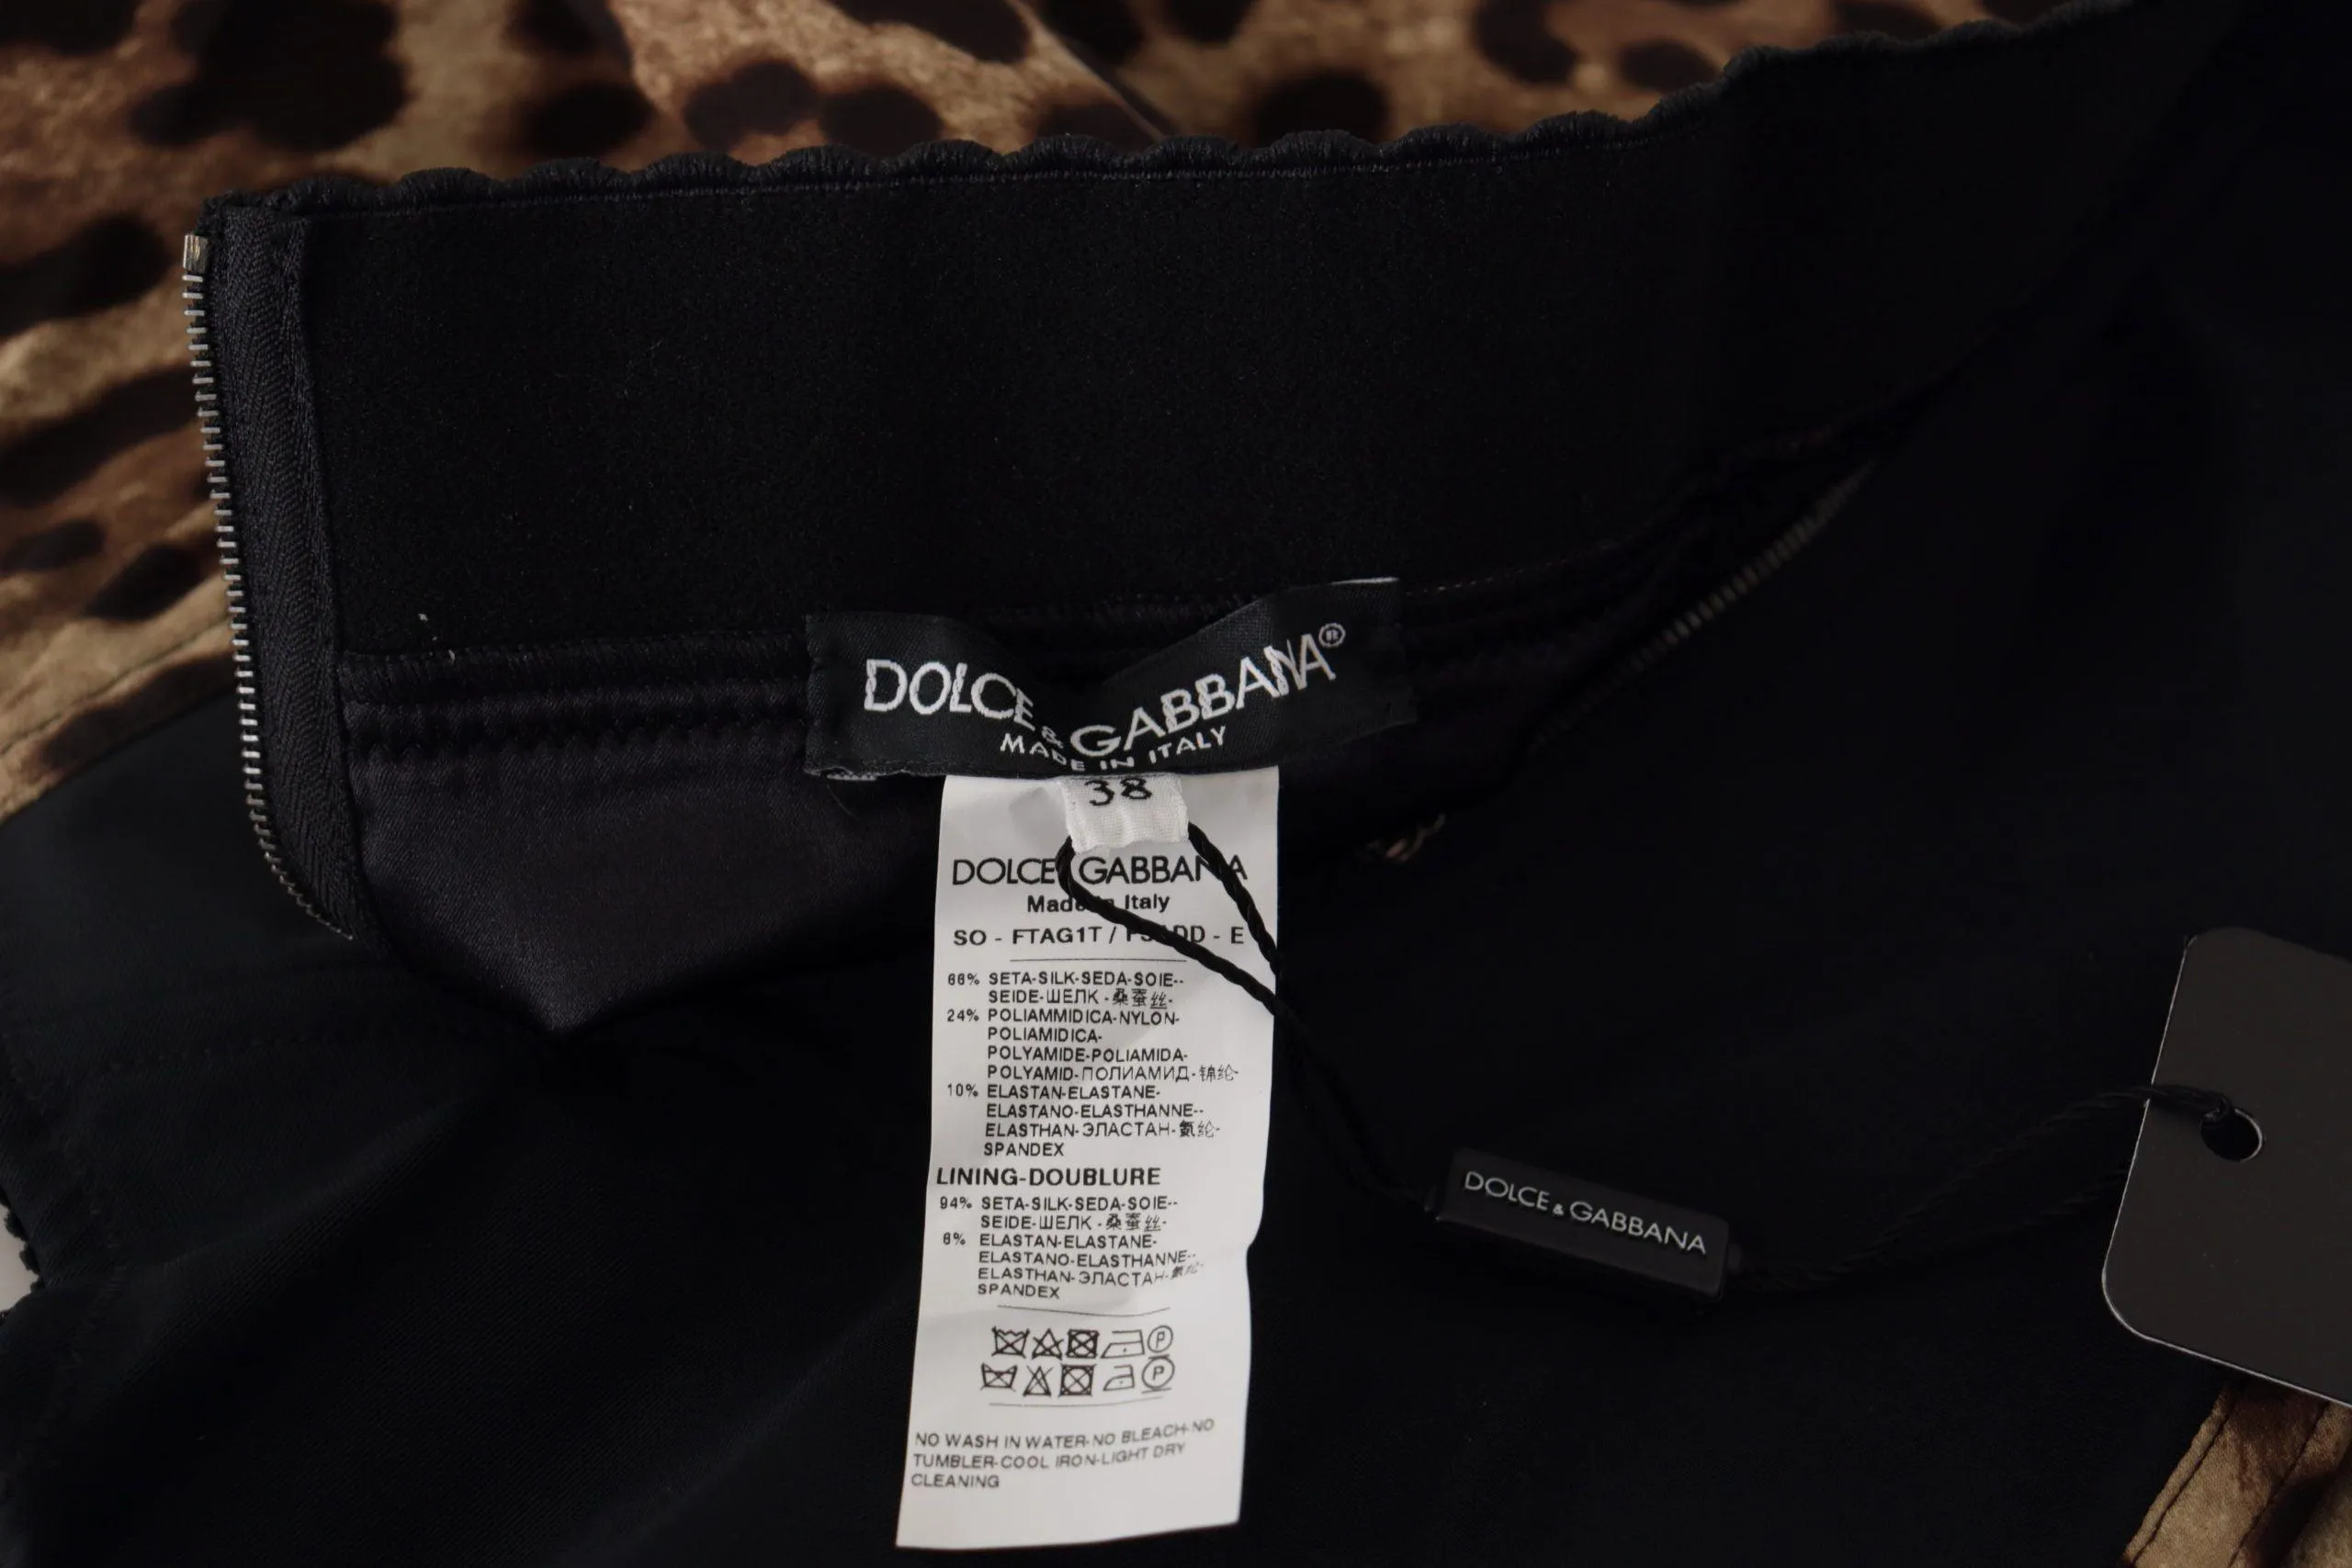 DOLCE & GABBANA®
MADE IN ITALY
38
DOLCE GABBANA
Made in Italy
SO - FTAG1T / - E
66% SETA-SILK-SEDA-SOIE--
SEIDE-ШЕЛК -桑蚕丝-
24% POLIAMMIDICA-NYLON-
POLIAMIDICA-
POLYAMIDE-POLIAMIDA-
POLYAMID-ПОЛИАМИД-锦纶-
10% ELASTAN-ELASTANE-
ELASTANO-ELASTHANNE--
ELASTHAN-ЭЛАСТАН-氨纶-
SPANDEX
LINING-DOUBLURE
94% SETA-SILK-SEDA-SOIE--
SEIDE-ШЕЛК -桑蚕丝-
6% ELASTAN-ELASTANE-
ELASTANO-ELASTHANNE--
ELASTHAN-ЭЛАСТАН-氨纶-
SPANDEX
P
P
NO WASH IN WATER-NO BLEACH-NO
TUMBLER-COOL IRON-LIGHT DRY
CLEANING
DOLCE & GABBANA